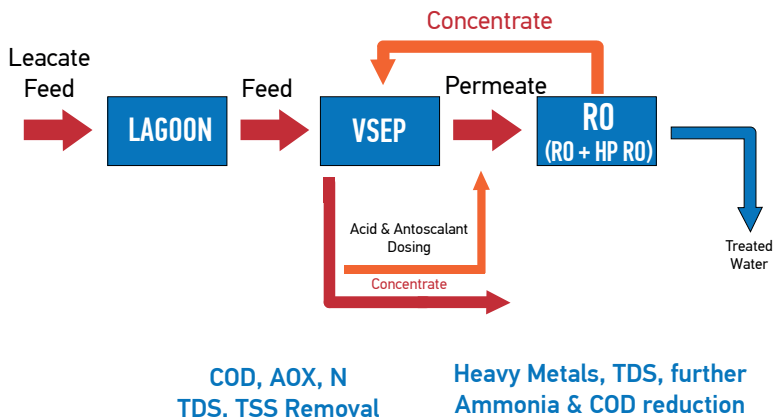 Concentrate
Leacate
Feed
Feed
Permeate
LAGOON
VSEP
RO
(RO + HP RO)
Acid & Antoscalant
Dosing
Concentrate
Treated
Water
COD, AOX, N
TDS, TSS Removal
Heavy Metals, TDS, further
Ammonia & COD reduction